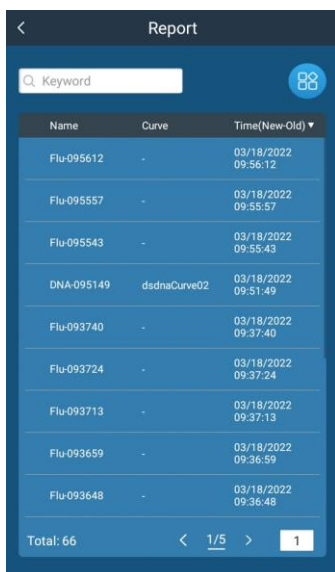 Report
Keyword
Name Curve Time(New-Old) ▼
Flu-095612 - 03/18/2022
09:56:12
Flu-095557 - 03/18/2022
09:55:57
Flu-095543 - 03/18/2022
09:55:43
DNA-095149 dsdnaCurve02 03/18/2022
09:51:49
Flu-093740 - 03/18/2022
09:37:40
Flu-093724 - 03/18/2022
09:37:24
Flu-093713 - 03/18/2022
09:37:13
Flu-093659 - 03/18/2022
09:36:59
Flu-093648 - 03/18/2022
09:36:48
Total: 66 < 1/5 > 1